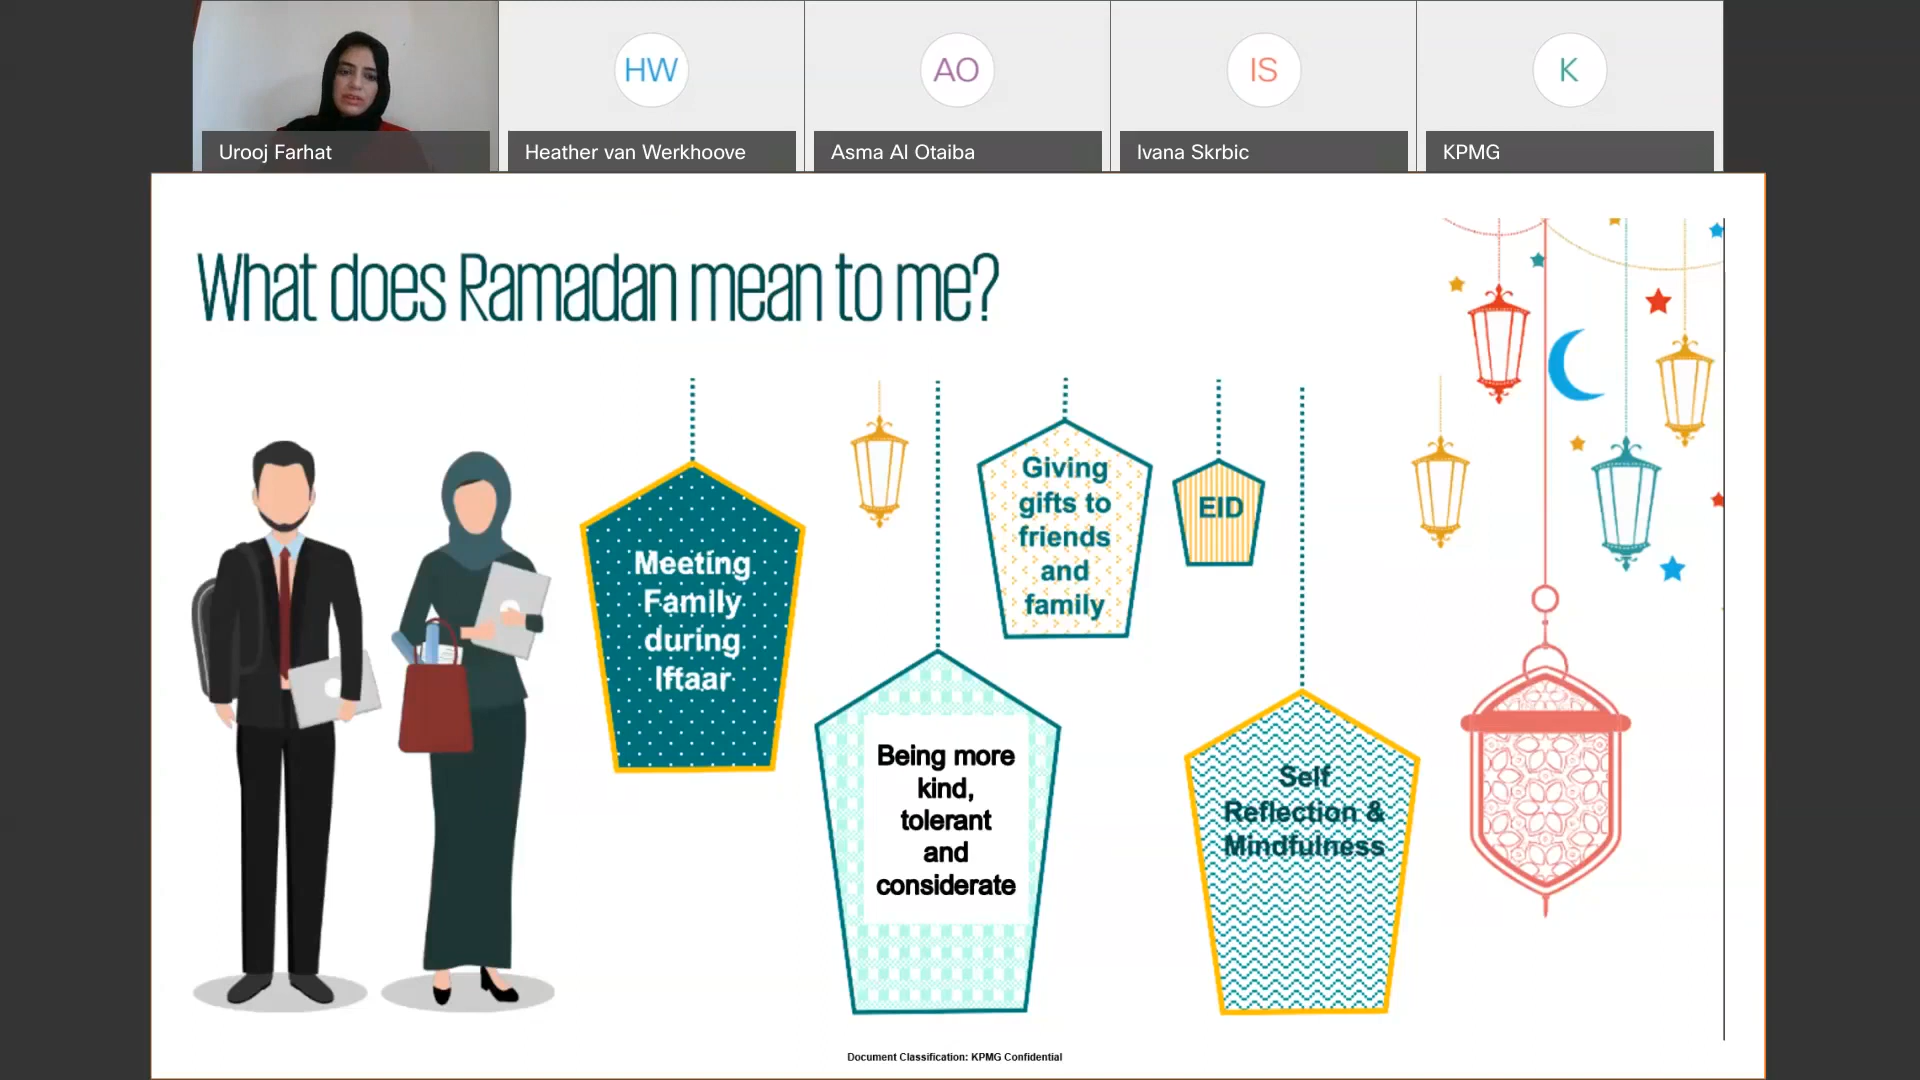 HW
AO
IS
K
Urooj Farhat
Heather van Werkhoove
Asma Al Otaiba
Ivana Skrbic
KPMG
What does Ramadan mean to me?
Meeting
Family
during
Iftaar
Giving
gifts to
friends
and
family
EID
Being more
kind,
tolerant
and
considerate
Self
Reflection &
Mindfulness
Document Classification: KPMG Confidential